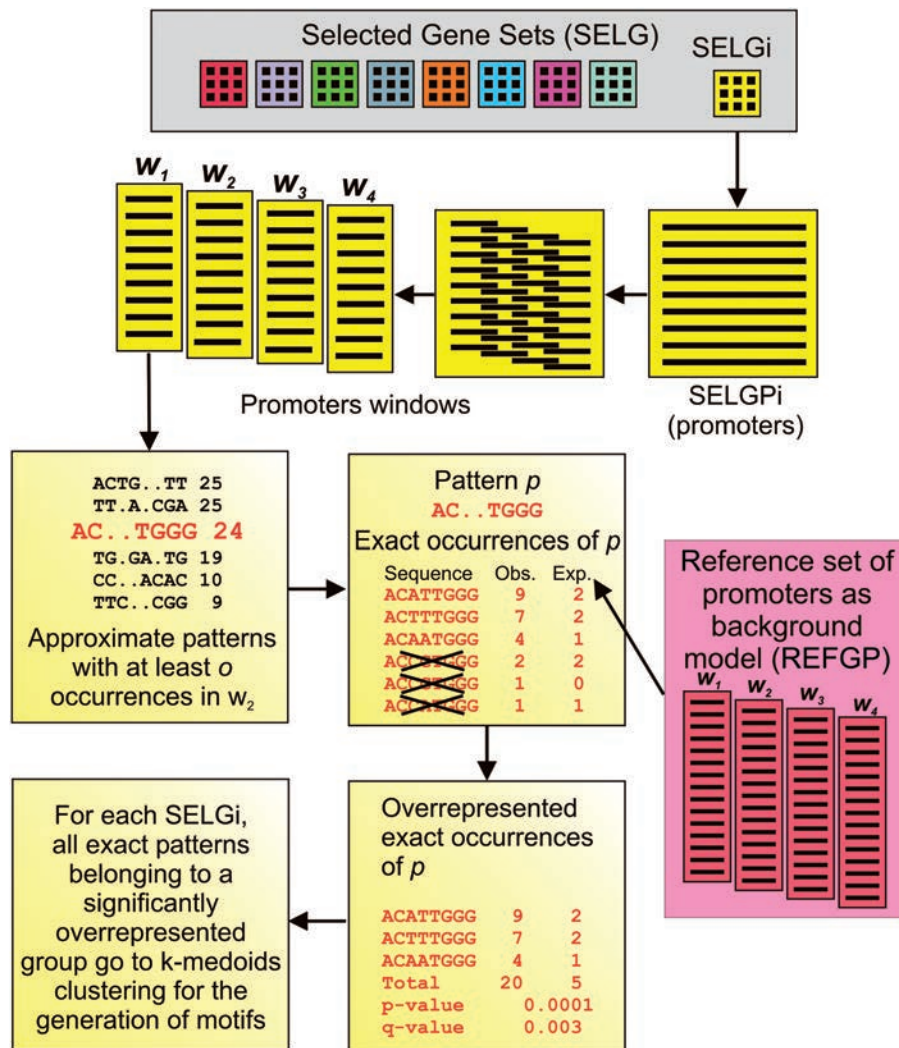 Selected Gene Sets (SELG)
SELGi
w1
w2
w3
w4
Promoters windows
SELGPi
(promoters)
ACTG..TT 25
TT.A.CGA 25
AC..TGGG 24
TG.GA.TG 19
CC..ACAC 10
TTC..CGG 9
Approximate patterns
with at least o
occurrences in w2
Pattern p
AC..TGGG
Exact occurrences of p
Sequence Obs. Exp.
ACATTGGG 9 2
ACTTTGGG 7 2
ACAATGGG 4 1
2 2
1 0
1 1
Reference set of
promoters as
background
model (REFGP)
w1
w2
w3
w4
Overrepresented
exact occurrences
of p
ACATTGGG 9 2
ACTTTGGG 7 2
ACAATGGG 4 1
Total 20 5
p-value 0.0001
q-value 0.003
For each SELGi,
all exact patterns
belonging to a
significantly
overrepresented
group go to k-medoids
clustering for the
generation of motifs